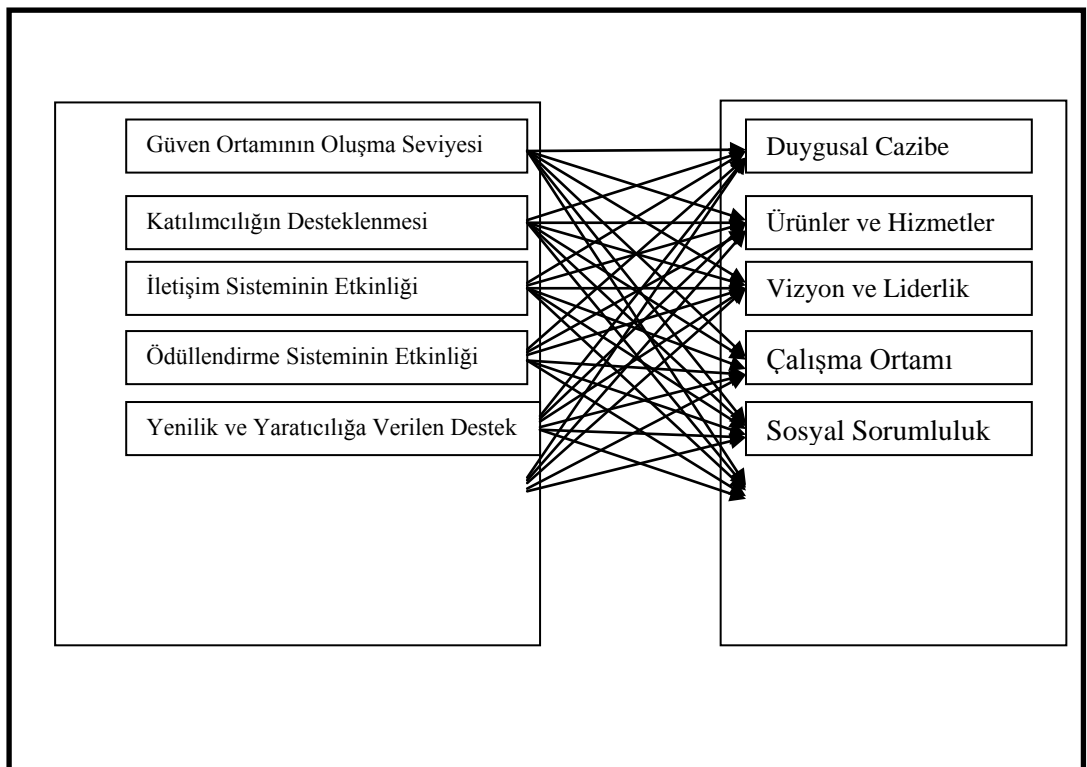 Güven Ortamının Oluşma Seviyesi
Katılımcılığın Desteklenmesi
İletişim Sisteminin Etkinliği
Ödüllendirme Sisteminin Etkinliği
Yenilik ve Yaratıcılığa Verilen Destek
Duygusal Cazibe
Ürünler ve Hizmetler
Vizyon ve Liderlik
Çalışma Ortamı
Sosyal Sorumluluk